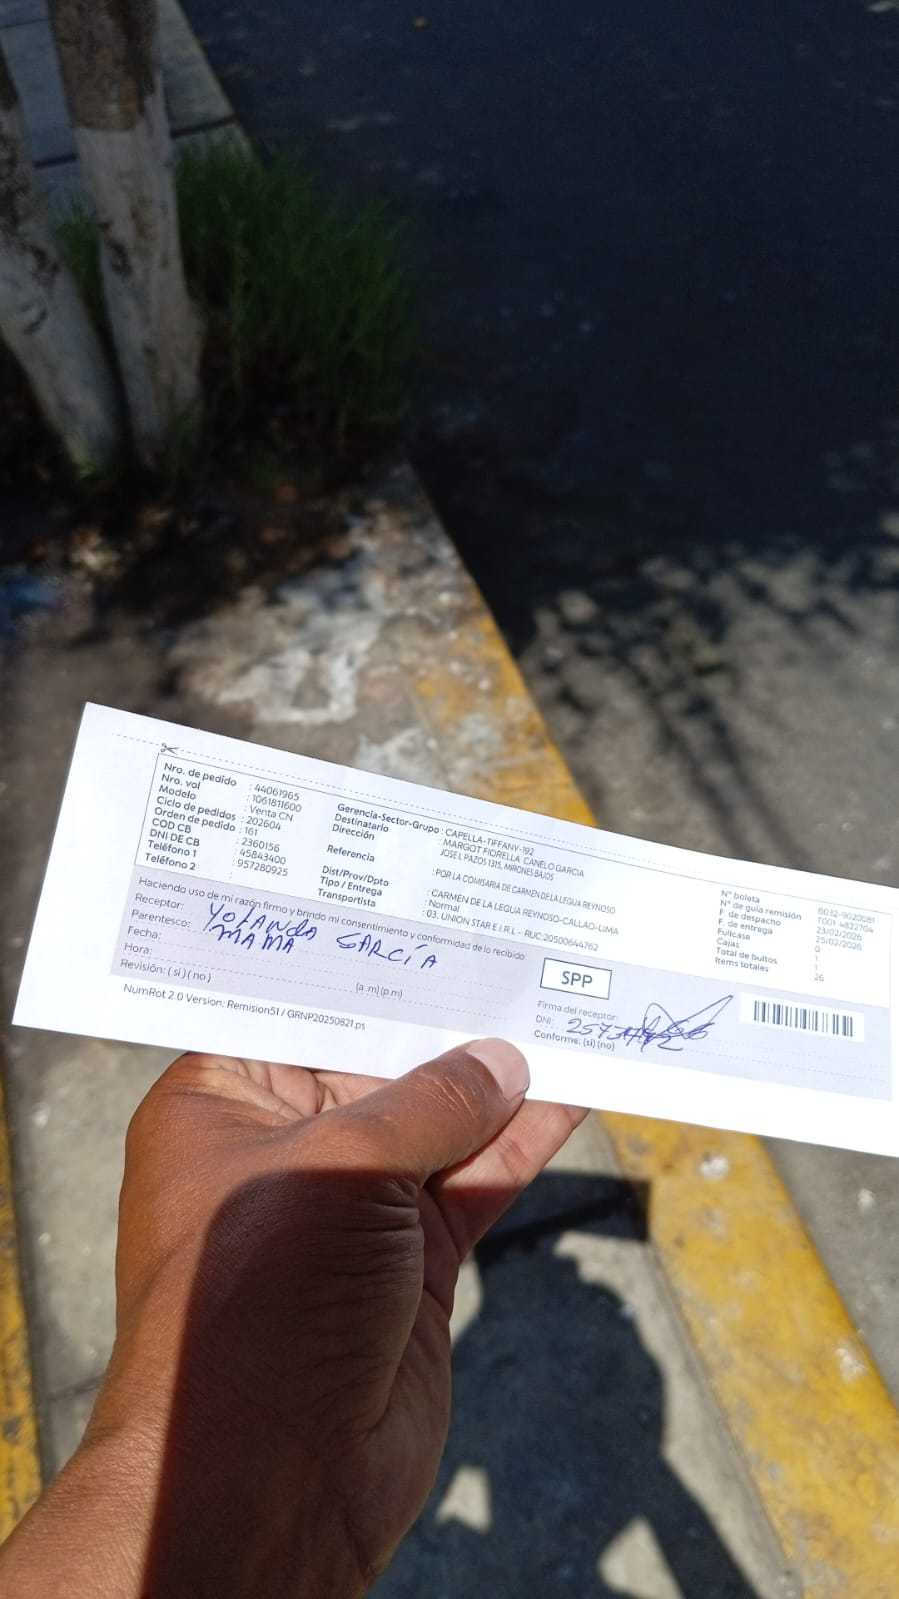 Nro. de pedido : 44061965
Nro. val : 1061811600
Modelo : Venta CN
Ciclo de pedidos : 202604
Orden de pedido : 161
COD CB : 2360156
DNI DE CB : 45843400
Teléfono 1 : 957280925
Teléfono 2 :
Gerencia-Sector-Grupo : CAPELLA-TIFFANY-192
Destinatario : MARGOT FIORELLA CANELO GARCIA
Dirección JOSE L PAZOS 1315, MIRONES BAJOS
Referencia : POR LA COMISARIA DE CARMEN DE LA LEGUA REYNOSO
Dist/Prov/Dpto : CARMEN DE LA LEGUA REYNOSO-CALLAO-LIMA
Tipo / Entrega : Normal
Transportista : 03. UNION STAR E.I.R.L - RUC:20500644762
N° boleta B032-9020081
N° de guía remisión T001 4822704
F. de despacho 23/02/2026
F. de entrega 25/02/2026
Fullcase 0
Cajas 1
Total de bultos 1
Items totales 26
Haciendo uso de mi razón firmo y brindo mi consentimiento y conformidad de lo recibido
Receptor: YOLANDA GARCÍA
Parentesco: MAMA
Fecha:
Hora: (a .m) (p.m)
Revisión: ( si ) ( no )
SPP
Firma del receptor:
DNI:
Conforme: (si) (no)
NumRot 2.0 Version: Remision51 / GRNP20250821.ps